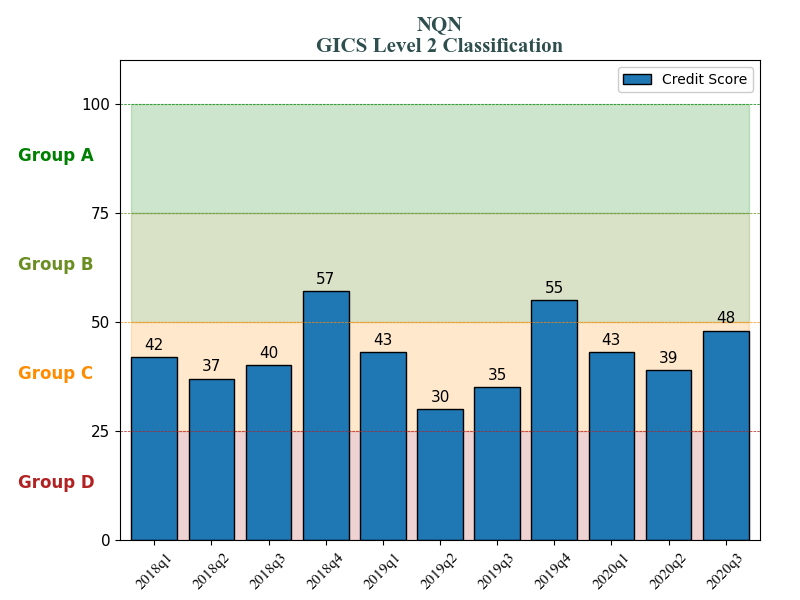 NQN
GICS Level 2 Classification
Credit Score
100
Group A
75
Group B
57
55
50
48
43
43
42
40
39
37
Group C
35
30
25
Group D
0
2018q1
2018q2
2018q3
2018q4
2019q1
2019q2
2019q3
2019q4
2020q1
2020q2
2020q3